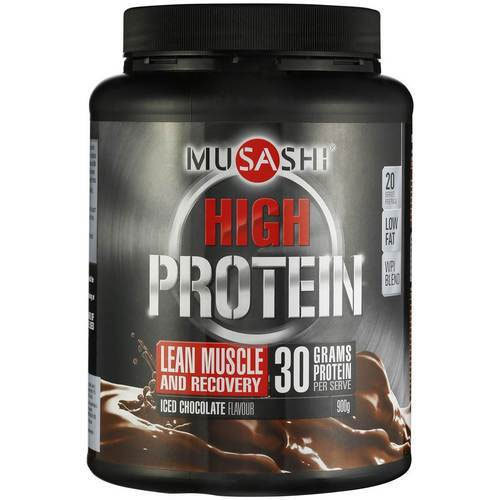 MUSASHI®
HIGH
PROTEIN
LEAN MUSCLE
AND RECOVERY
30
GRAMS
PROTEIN
PER SERVE
ICED CHOCOLATE FLAVOUR
900g
20
LOW
FAT
WPI
BLEND